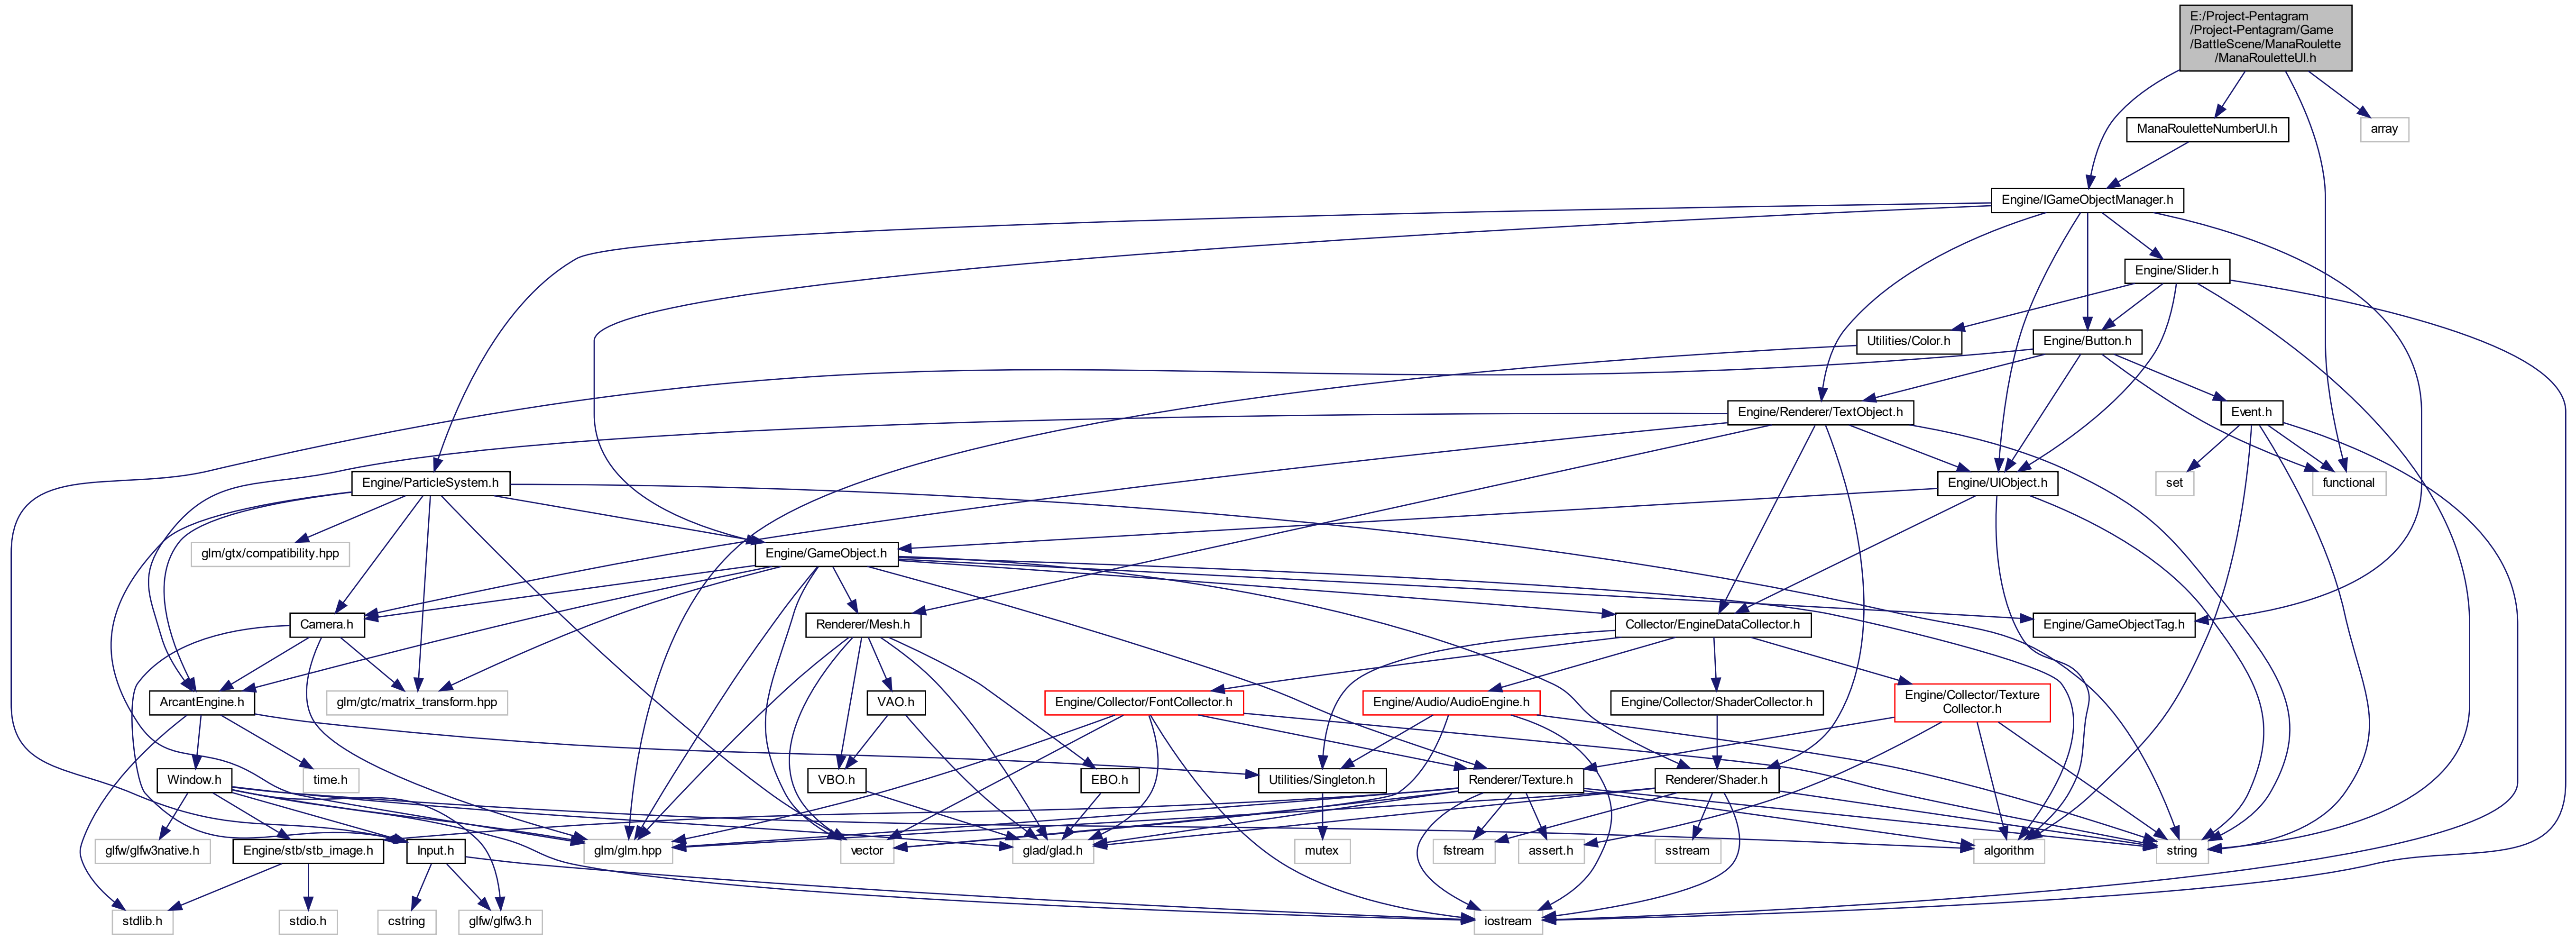 E:/Project-Pentagram
/Project-Pentagram/Game
/BattleScene/ManaRoulette
/ManaRouletteUI.h
ManaRouletteNumberUI.h
array
Engine/IGameObjectManager.h
Engine/Slider.h
Utilities/Color.h
Engine/Button.h
Engine/Renderer/TextObject.h
Event.h
Engine/ParticleSystem.h
Engine/UIObject.h
set
functional
glm/gtx/compatibility.hpp
Engine/GameObject.h
Camera.h
Renderer/Mesh.h
Collector/EngineDataCollector.h
Engine/GameObjectTag.h
ArcantEngine.h
glm/gtc/matrix_transform.hpp
VAO.h
Engine/Collector/FontCollector.h
Engine/Audio/AudioEngine.h
Engine/Collector/ShaderCollector.h
Engine/Collector/Texture
Collector.h
Window.h
time.h
VBO.h
EBO.h
Utilities/Singleton.h
Renderer/Texture.h
Renderer/Shader.h
glfw/glfw3native.h
Engine/stb/stb_image.h
Input.h
glm/glm.hpp
vector
glad/glad.h
mutex
fstream
assert.h
sstream
algorithm
string
stdlib.h
stdio.h
cstring
glfw/glfw3.h
iostream